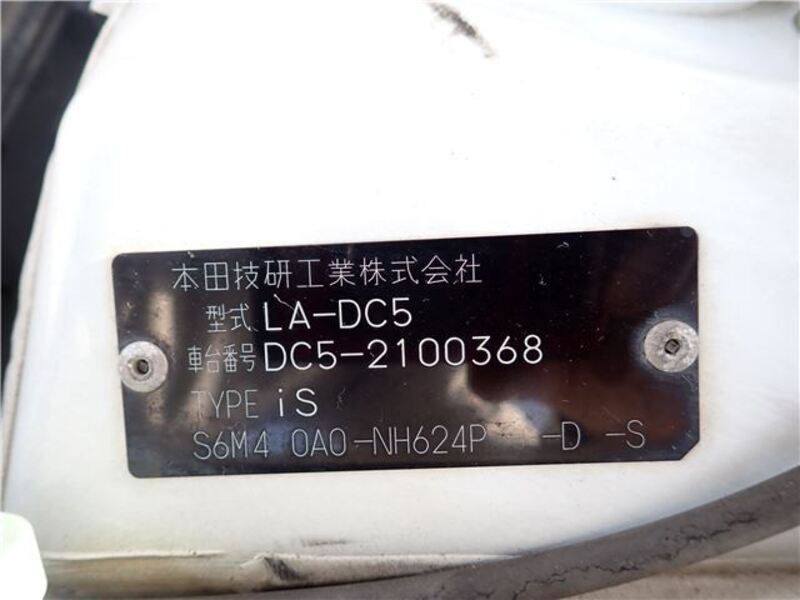 本田技研工業株式会社
型式 LA-DC5
車台番号 DC5-2100368
TYPE iS
S6M4 0A0-NH624P -D -S